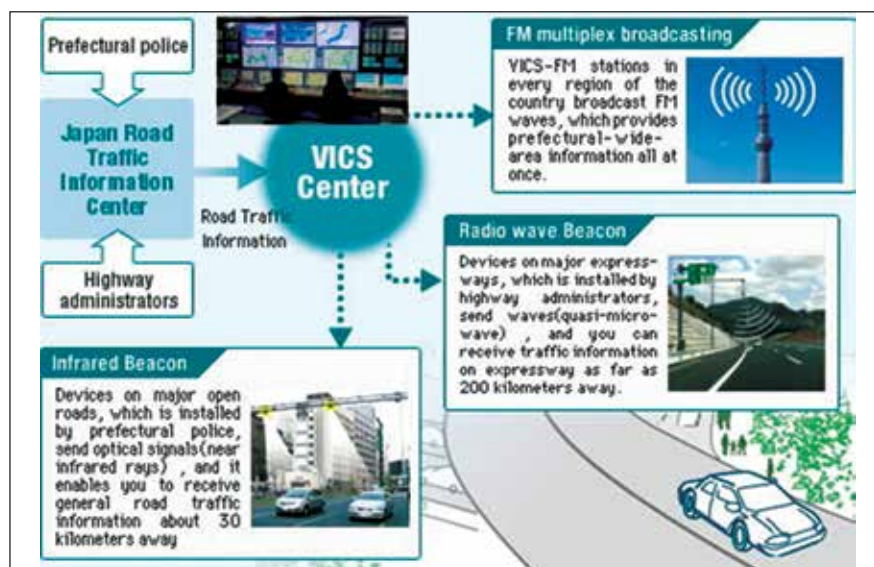 Prefectural police
Japan Road
Traffic
Information
Center
Highway
administrators
Road Traffic
Information
VICS
Center
FM multiplex broadcasting
VICS-FM stations in
every region of the
country broadcast FM
waves, which provides
prefectural-wide-
area information all at
once.
Radio wave Beacon
Devices on major express-
ways, which is installed by
highway administrators,
send waves(quasi-micro-
wave) , and you can
receive traffic information
on expressway as far as
200 kilometers away.
Infrared Beacon
Devices on major open
roads, which is installed
by prefectural police,
send optical signals(near
infrared rays) , and it
enables you to receive
general road traffic
information about 30
kilometers away